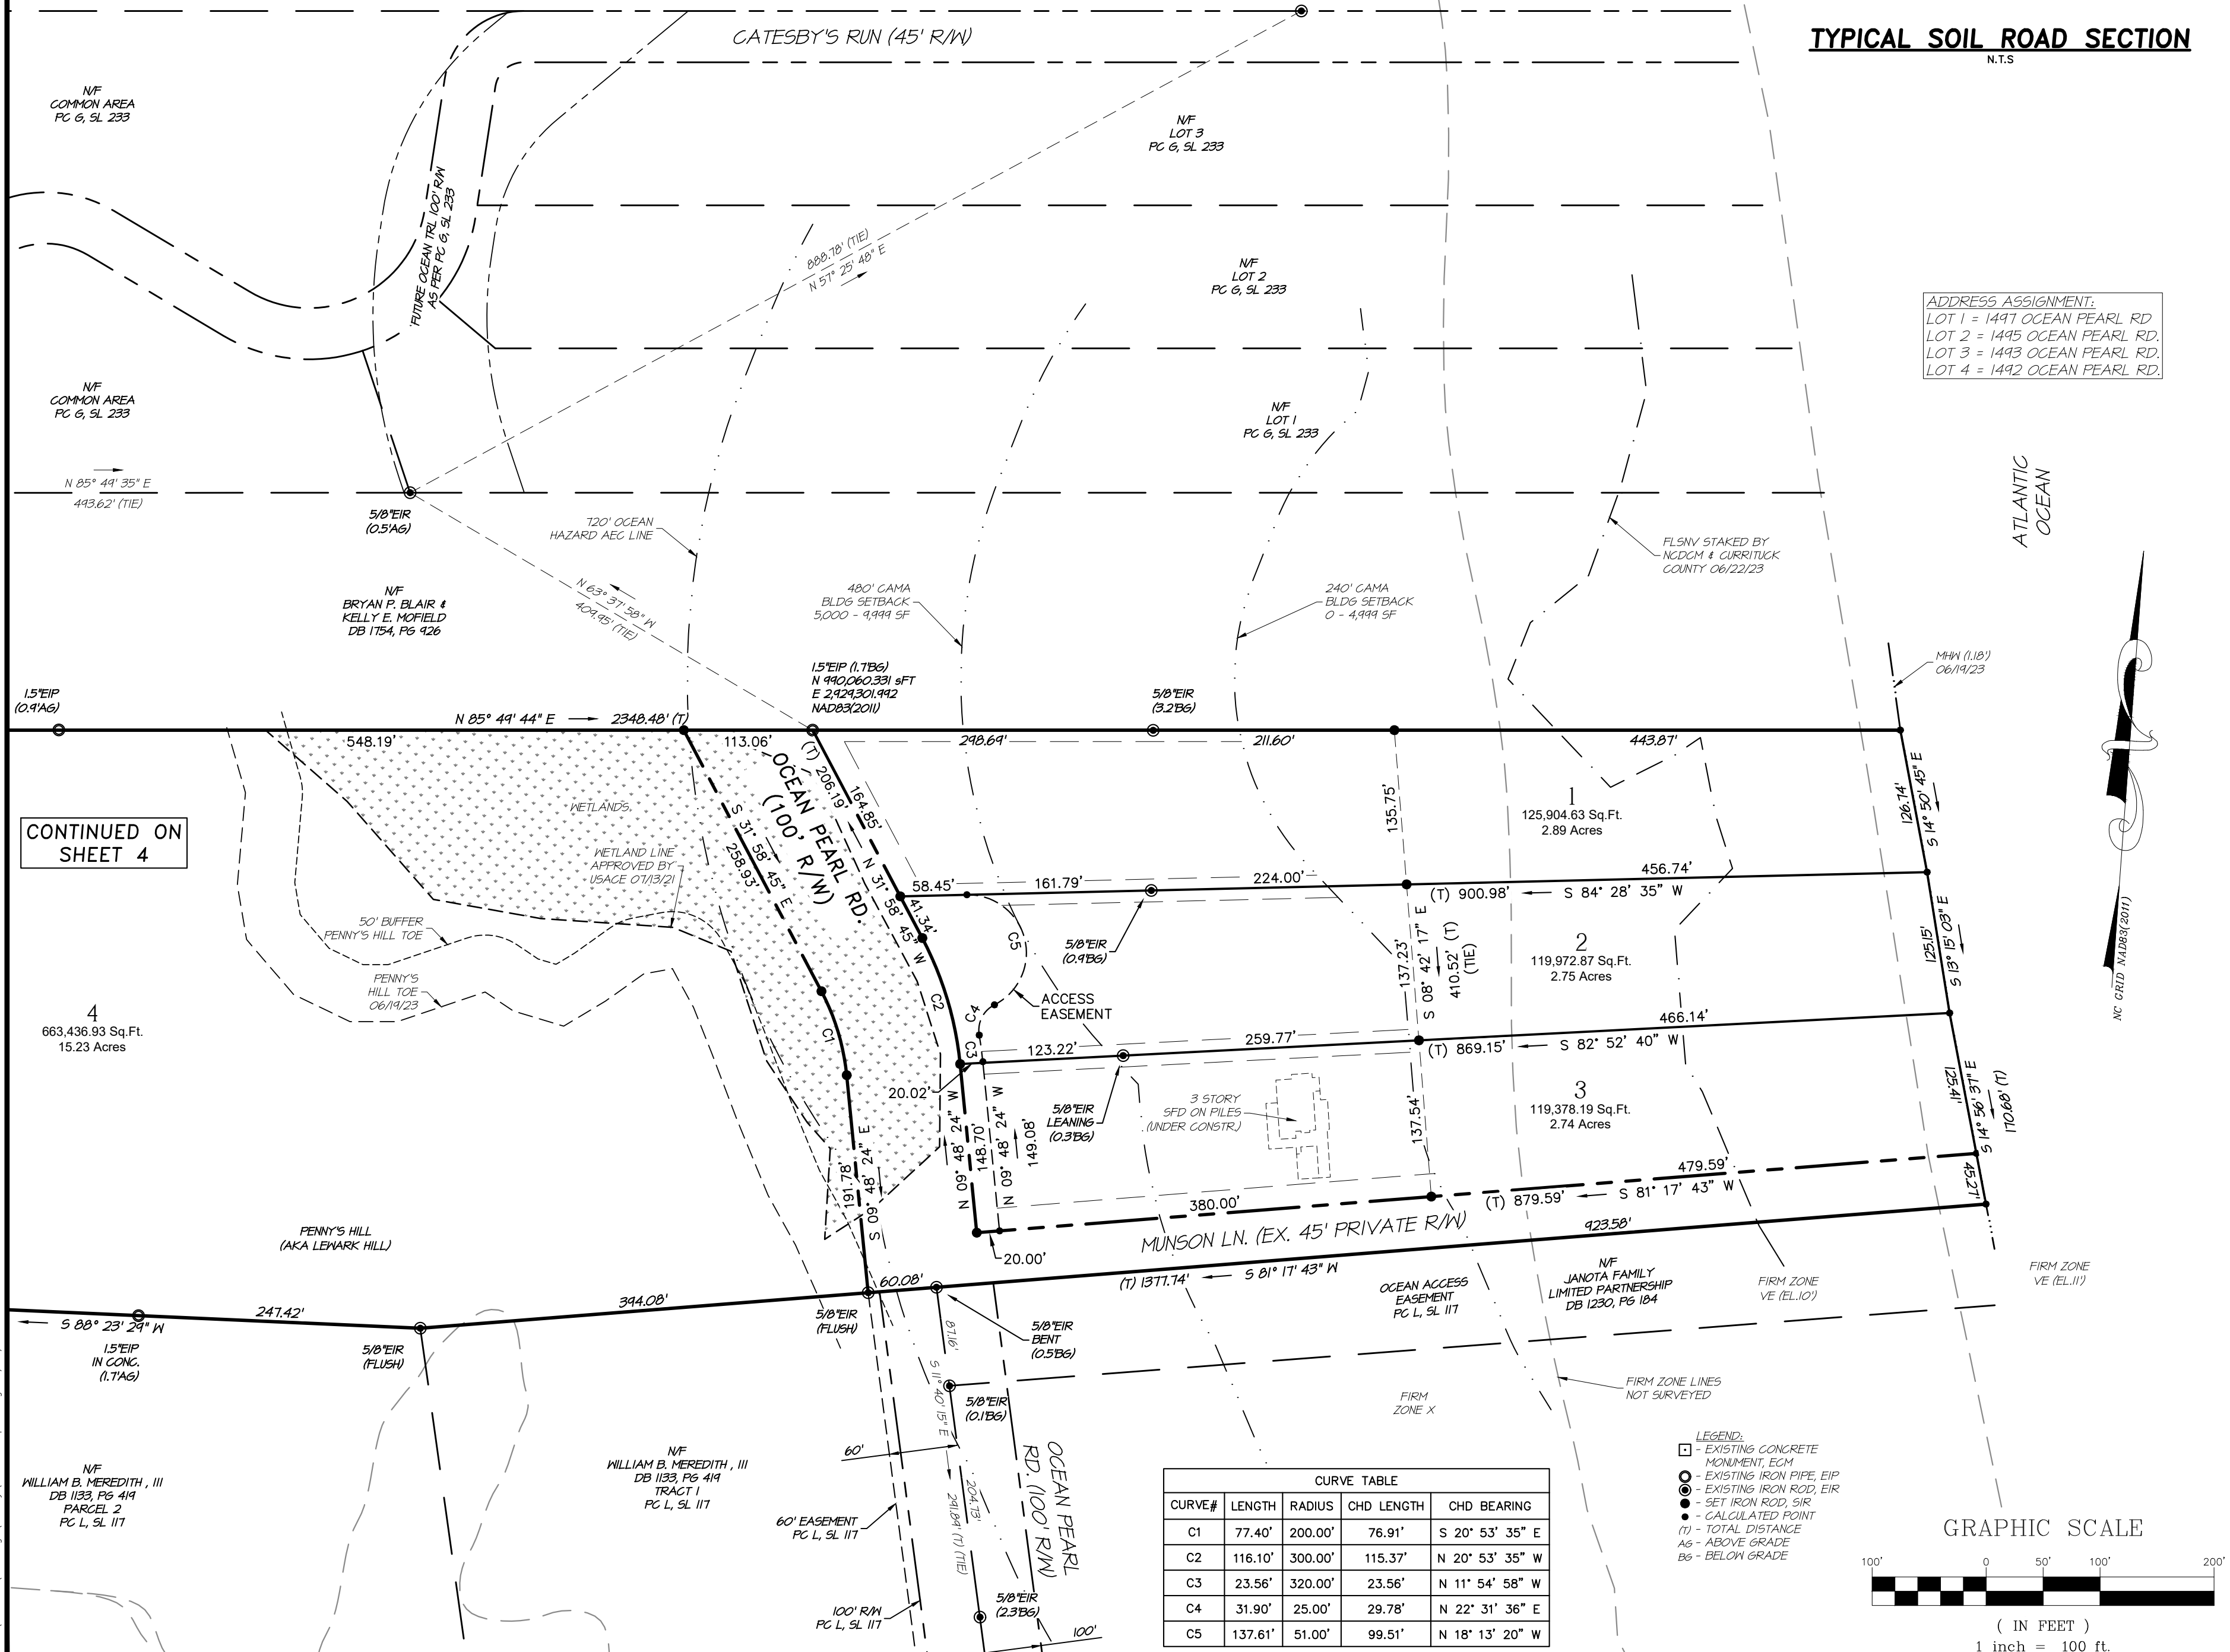 CATESBY'S RUN (45' R/W)
TYPICAL SOIL ROAD SECTION
N.T.S
N/F
COMMON AREA
PC G, SL 233
N/F
LOT 3
PC G, SL 233
FUTURE OCEAN TRL 100' R/W
AS PER PC G, SL 233
888.78' (TIE)
N 57° 25' 48" E
N/F
LOT 2
PC G, SL 233
ADDRESS ASSIGNMENT:
LOT 1 = 1497 OCEAN PEARL RD
LOT 2 = 1495 OCEAN PEARL RD.
LOT 3 = 1493 OCEAN PEARL RD.
LOT 4 = 1492 OCEAN PEARL RD.
N/F
COMMON AREA
PC G, SL 233
N/F
LOT 1
PC G, SL 233
N 85° 49' 35" E
493.62' (TIE)
5/8"EIR
(0.5'AG)
720' OCEAN
HAZARD AEC LINE
ATLANTIC
OCEAN
FLSNV STAKED BY
NCDCM & CURRITUCK
COUNTY 06/22/23
N/F
BRYAN P. BLAIR &
KELLY E. MOFIELD
DB 1754, PG 926
N 63° 37' 58" W
409.95' (TIE)
480' CAMA
BLDG SETBACK
5,000 - 9,999 SF
240' CAMA
BLDG SETBACK
0 - 4,999 SF
MHW (1.18')
06/19/23
1.5"EIP
(0.9'AG)
1.5"EIP (1.7'BG)
N 990,060.331 sFT
E 2,929,301.992
NAD83(2011)
5/8"EIR
(3.2'BG)
N 85° 49' 44" E
2348.48' (T)
548.19'
113.06'
298.69'
211.60'
443.87'
OCEAN PEARL RD.
(100' R/W)
(T) 206.19'
164.85'
N 31° 58' 45" W
41.34'
S 31° 58' 45" E
258.93'
WETLANDS
WETLAND LINE
APPROVED BY
USACE 07/13/21
CONTINUED ON
SHEET 4
135.75'
1
125,904.63 Sq.Ft.
2.89 Acres
126.74'
S 14° 50' 45" E
58.45'
161.79'
224.00'
456.74'
(T) 900.98'
S 84° 28' 35" W
50' BUFFER
PENNY'S HILL TOE
PENNY'S
HILL TOE
06/19/23
C5
5/8"EIR
(0.9'BG)
137.23'
S 08° 42' 17" E
410.52' (T)
(TIE)
2
119,972.87 Sq.Ft.
2.75 Acres
125.15'
S 13° 15' 03" E
NC GRID NAD83(2011)
C1
C2
C4
C3
ACCESS
EASEMENT
4
663,436.93 Sq.Ft.
15.23 Acres
123.22'
259.77'
466.14'
(T) 869.15'
S 82° 52' 40" W
20.02'
5/8"EIR
LEANING
(0.3'BG)
3 STORY
SFD ON PILES
(UNDER CONSTR.)
137.54'
3
119,378.19 Sq.Ft.
2.74 Acres
125.41'
S 14° 56' 37" E
170.68' (T)
45.27'
191.78
S 09° 48' 24" E
N 09° 48' 24" W
148.70'
N 09° 48' 24" W
149.08'
380.00'
479.59'
(T) 879.59'
S 81° 17' 43" W
20.00'
MUNSON LN. (EX. 45' PRIVATE R/W)
923.58'
PENNY'S HILL
(AKA LEWARK HILL)
60.08'
(T) 1377.74'
S 81° 17' 43" W
N/F
JANOTA FAMILY
LIMITED PARTNERSHIP
DB 1230, PG 184
OCEAN ACCESS
EASEMENT
PC L, SL 117
FIRM ZONE
VE (EL.10')
FIRM ZONE
VE (EL.11')
247.42'
394.08'
S 88° 23' 29" W
1.5"EIP
IN CONC.
(1.7'AG)
5/8"EIR
(FLUSH)
5/8"EIR
(FLUSH)
5/8"EIR
BENT
(0.5'BG)
87.16'
S 11° 40' 15" E
291.89' (T) (TIE)
204.73'
5/8"EIR
(0.1'BG)
FIRM ZONE LINES
NOT SURVEYED
FIRM
ZONE X
60'
OCEAN PEARL
RD. (100' R/W)
N/F
WILLIAM B. MEREDITH , III
DB 1133, PG 419
PARCEL 2
PC L, SL 117
N/F
WILLIAM B. MEREDITH , III
DB 1133, PG 419
TRACT 1
PC L, SL 117
60' EASEMENT
PC L, SL 117
100' R/W
PC L, SL 117
5/8"EIR
(2.3'BG)
100'
CURVE TABLE
CURVE# LENGTH RADIUS CHD LENGTH CHD BEARING
C1 77.40' 200.00' 76.91' S 20° 53' 35" E
C2 116.10' 300.00' 115.37' N 20° 53' 35" W
C3 23.56' 320.00' 23.56' N 11° 54' 58" W
C4 31.90' 25.00' 29.78' N 22° 31' 36" E
C5 137.61' 51.00' 99.51' N 18° 13' 20" W
LEGEND:
- EXISTING CONCRETE
MONUMENT, ECM
- EXISTING IRON PIPE, EIP
- EXISTING IRON ROD, EIR
- SET IRON ROD, SIR
- CALCULATED POINT
(T) - TOTAL DISTANCE
AG - ABOVE GRADE
BG - BELOW GRADE
GRAPHIC SCALE
100' 0 50' 100' 200'
( IN FEET )
1 inch = 100 ft.